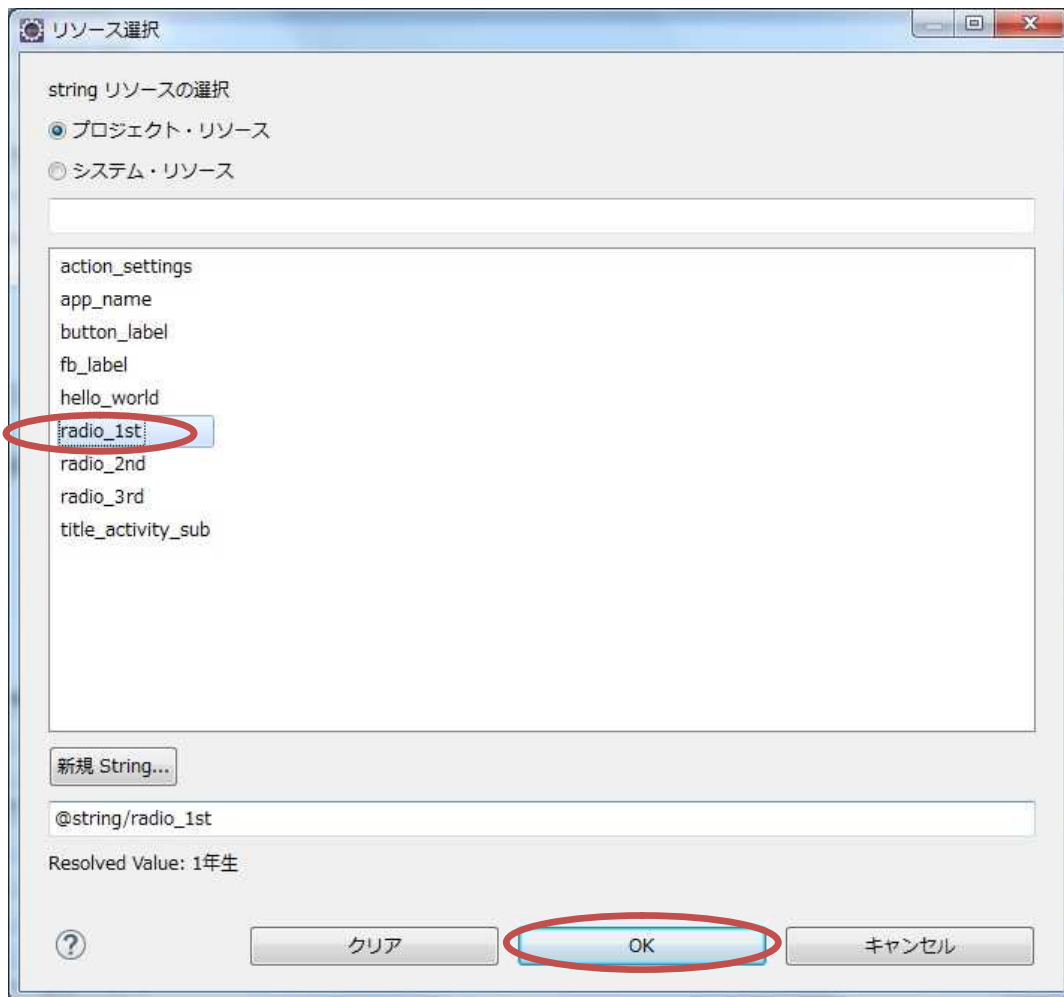 リソース選択
string リソースの選択
プロジェクト・リソース
システム・リソース
action_settings
app_name
button_label
fb_label
hello_world
radio_1st
radio_2nd
radio_3rd
title_activity_sub
新規 String...
@string/radio_1st
Resolved Value: 1年生
? クリア OK キャンセル